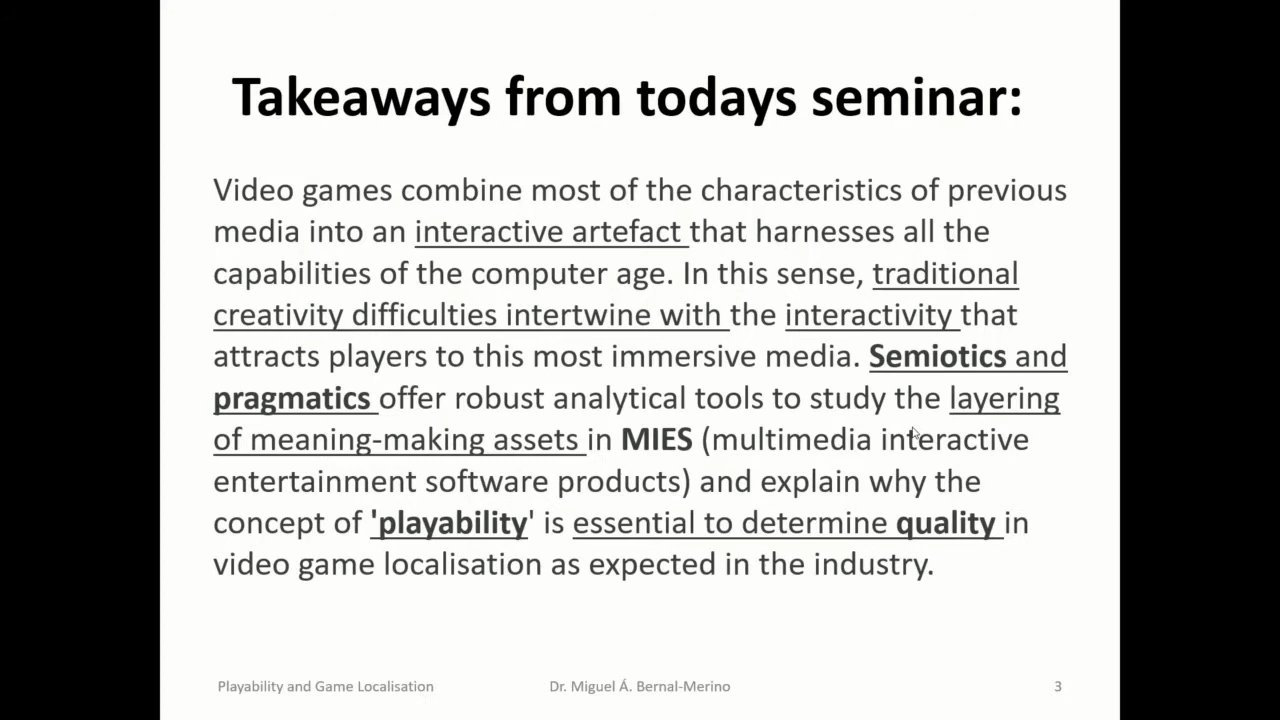 Takeaways from todays seminar:
Video games combine most of the characteristics of previous
media into an interactive artefact that harnesses all the
capabilities of the computer age. In this sense, traditional
creativity difficulties intertwine with the interactivity that
attracts players to this most immersive media. Semiotics and
pragmatics offer robust analytical tools to study the layering
of meaning-making assets in MIES (multimedia interactive
entertainment software products) and explain why the
concept of 'playability' is essential to determine quality in
video game localisation as expected in the industry.
Playability and Game Localisation
Dr. Miguel Á. Bernal-Merino
3